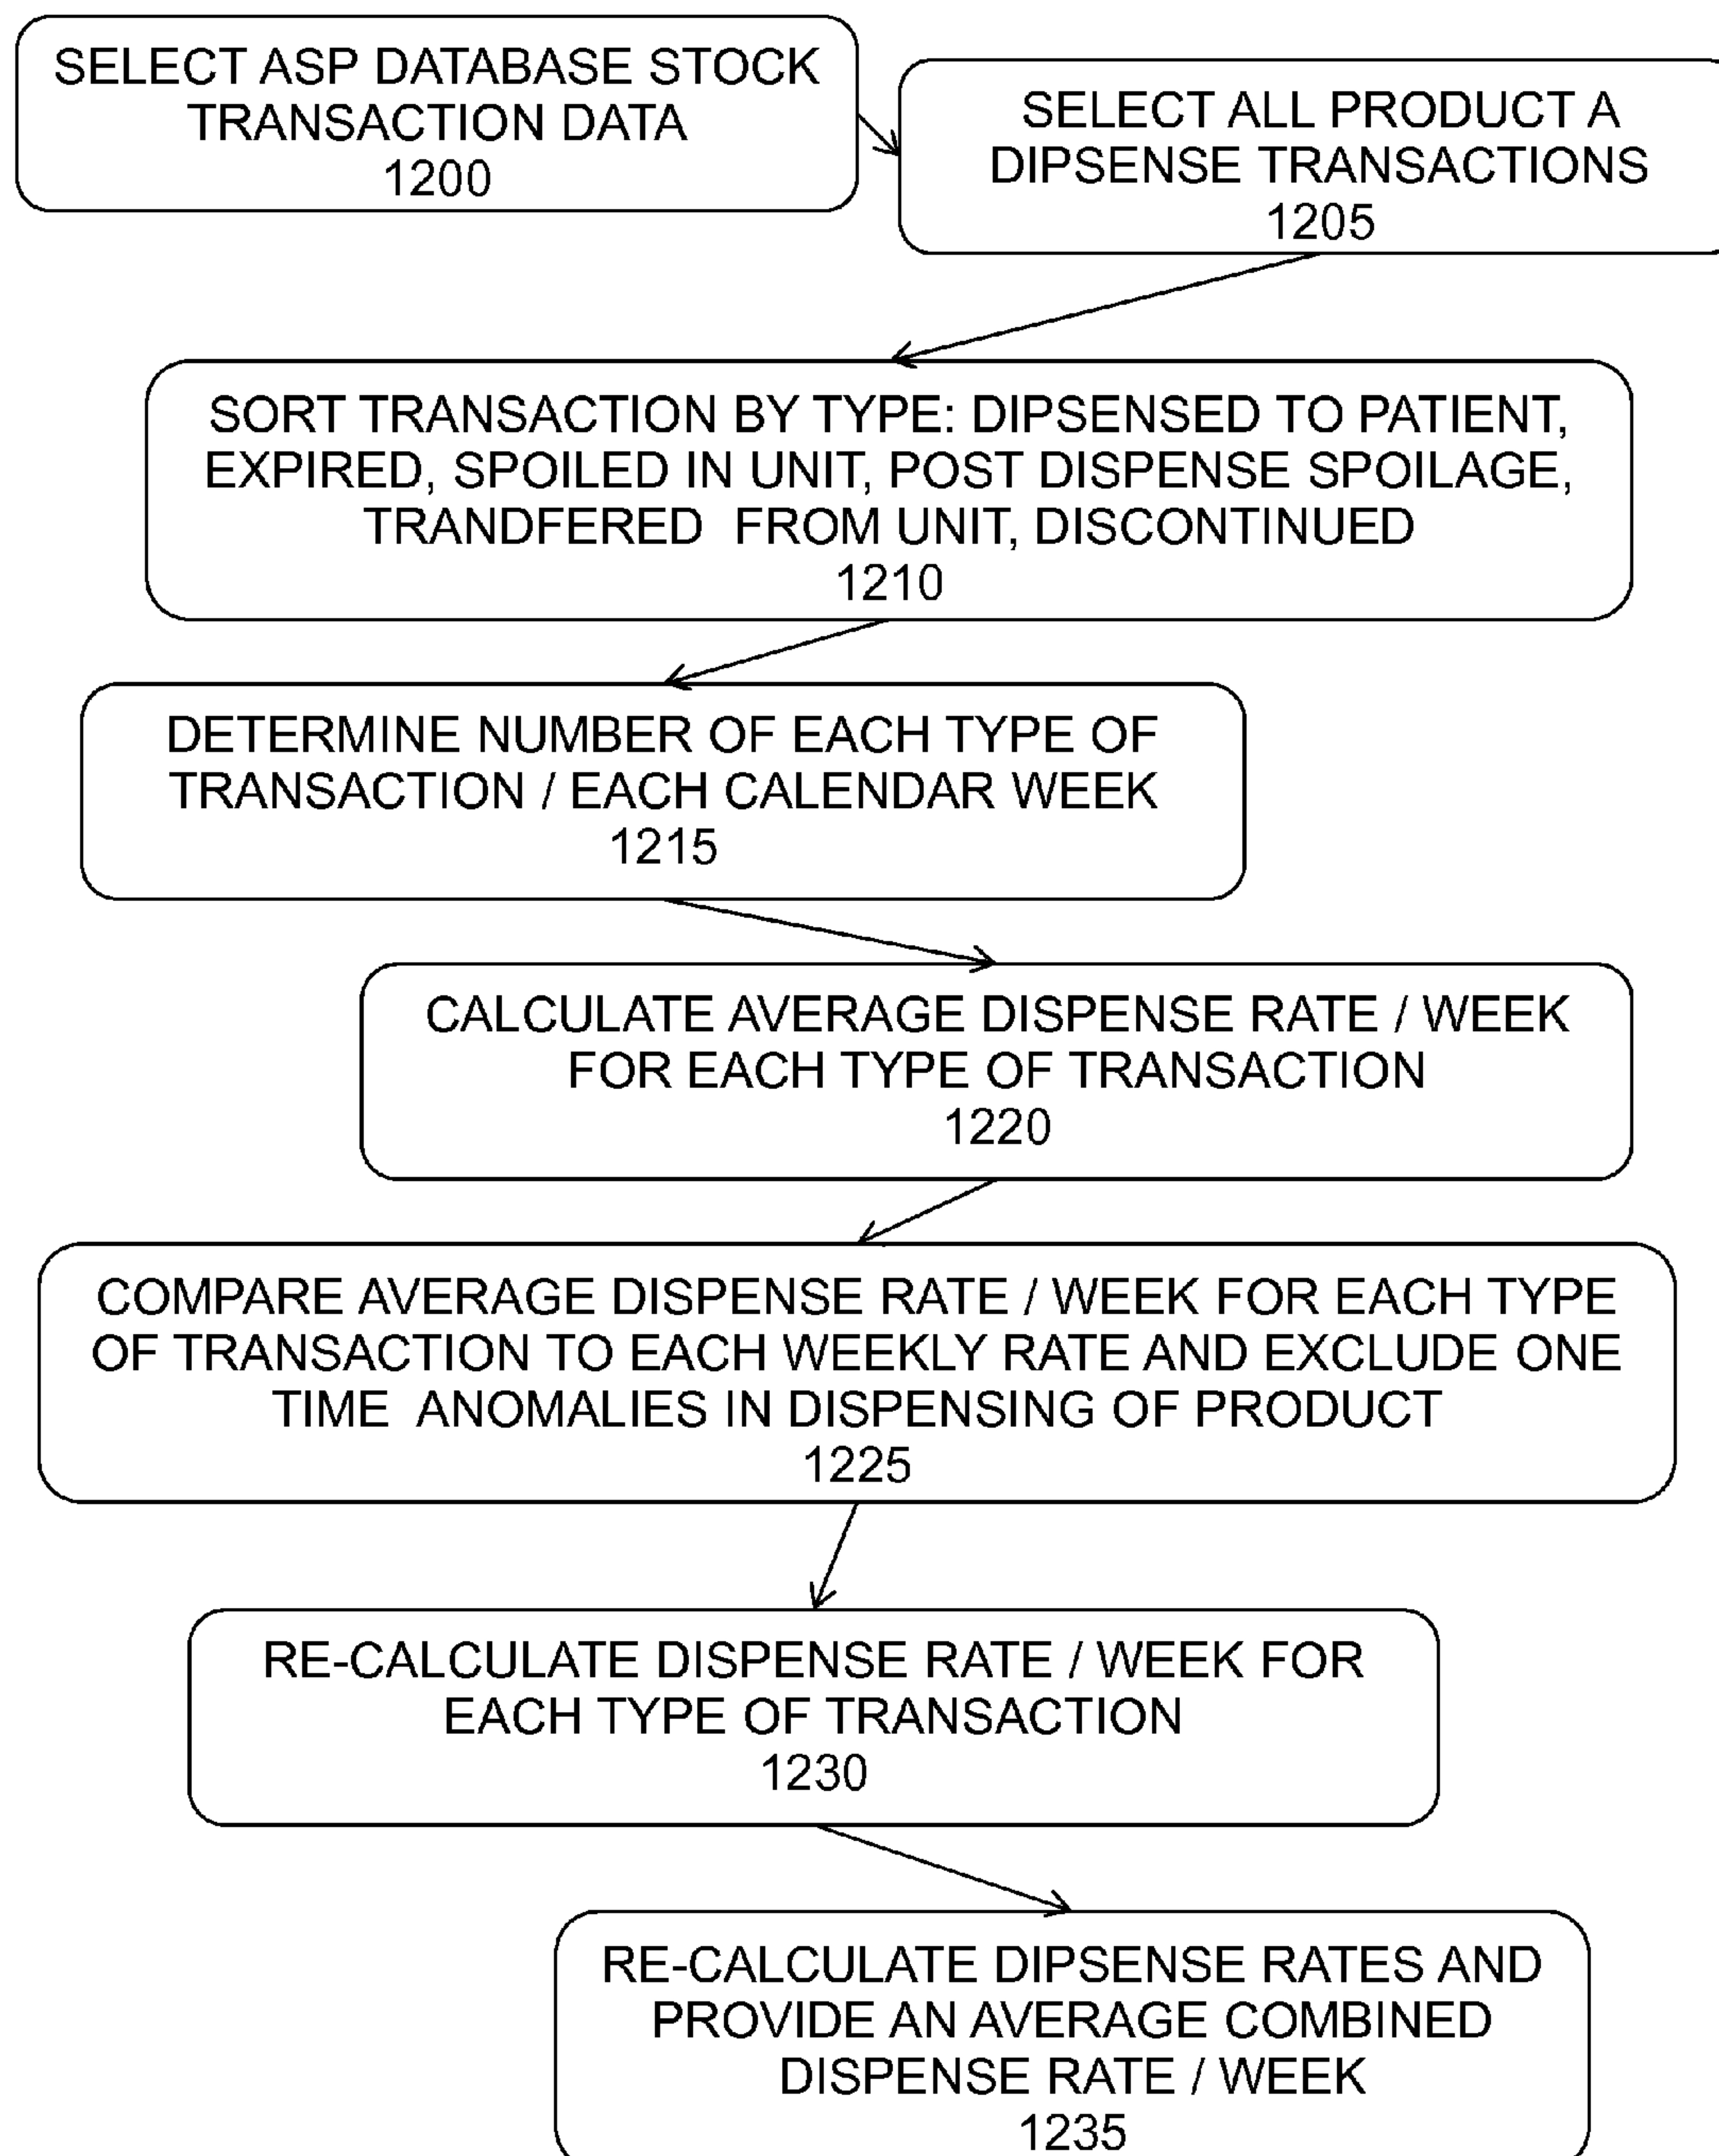 SELECT ASP DATABASE STOCK
TRANSACTION DATA
1200
SELECT ALL PRODUCT A
DIPSENSE TRANSACTIONS
1205
SORT TRANSACTION BY TYPE: DIPSENSED TO PATIENT,
EXPIRED, SPOILED IN UNIT, POST DISPENSE SPOILAGE,
TRANDFERED FROM UNIT, DISCONTINUED
1210
DETERMINE NUMBER OF EACH TYPE OF
TRANSACTION / EACH CALENDAR WEEK
1215
CALCULATE AVERAGE DISPENSE RATE / WEEK
FOR EACH TYPE OF TRANSACTION
1220
COMPARE AVERAGE DISPENSE RATE / WEEK FOR EACH TYPE
OF TRANSACTION TO EACH WEEKLY RATE AND EXCLUDE ONE
TIME ANOMALIES IN DISPENSING OF PRODUCT
1225
RE-CALCULATE DISPENSE RATE / WEEK FOR
EACH TYPE OF TRANSACTION
1230
RE-CALCULATE DIPSENSE RATES AND
PROVIDE AN AVERAGE COMBINED
DISPENSE RATE / WEEK
1235